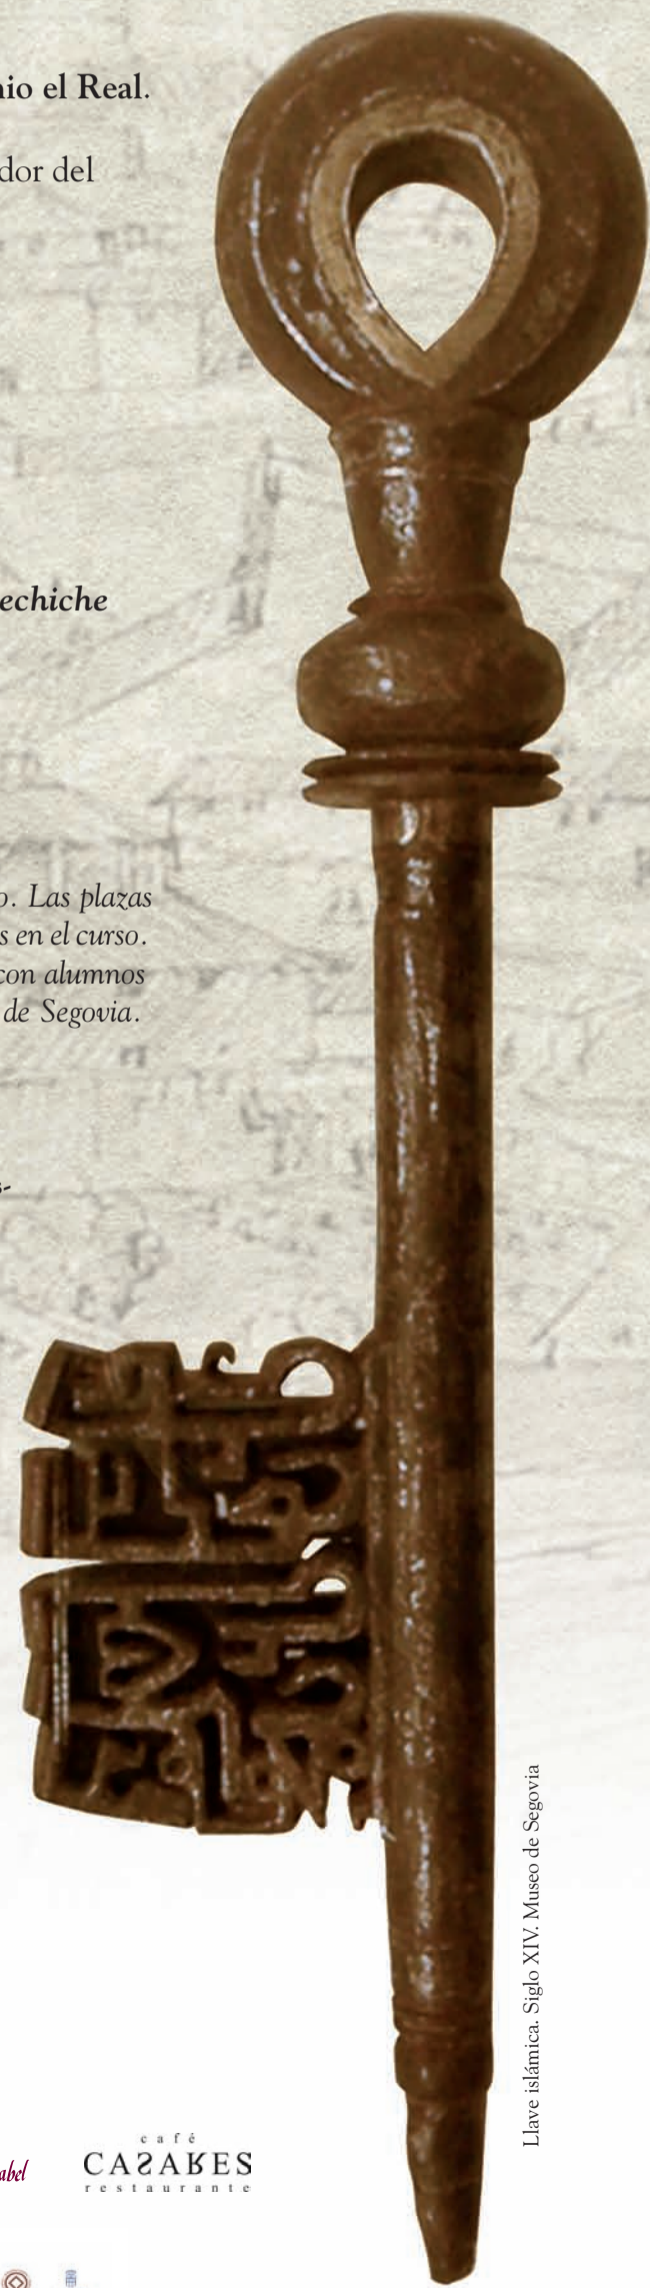 nio el Real.
dor del
echiche
o. Las plazas
s en el curso.
con alumnos
de Segovia.
s-
Llave islámica. Siglo XIV. Museo de Segovia
abel
café
CASARES
restaurante